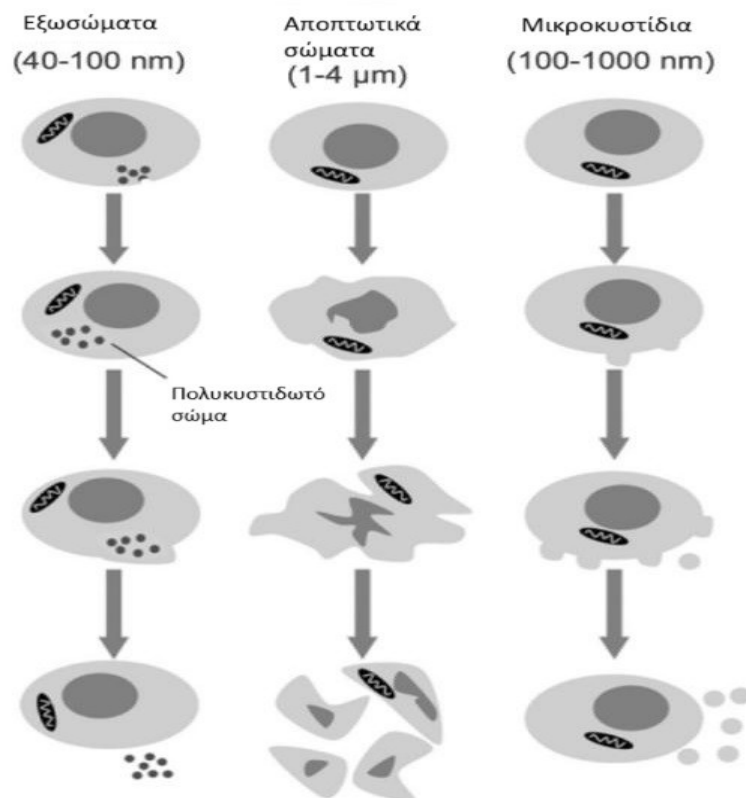 Εξωσώματα
(40-100 nm)
Αποπτωτικά
σώματα
(1-4 μm)
Μικροκυστίδια
(100-1000 nm)
Πολυκυστιδωτό
σώμα